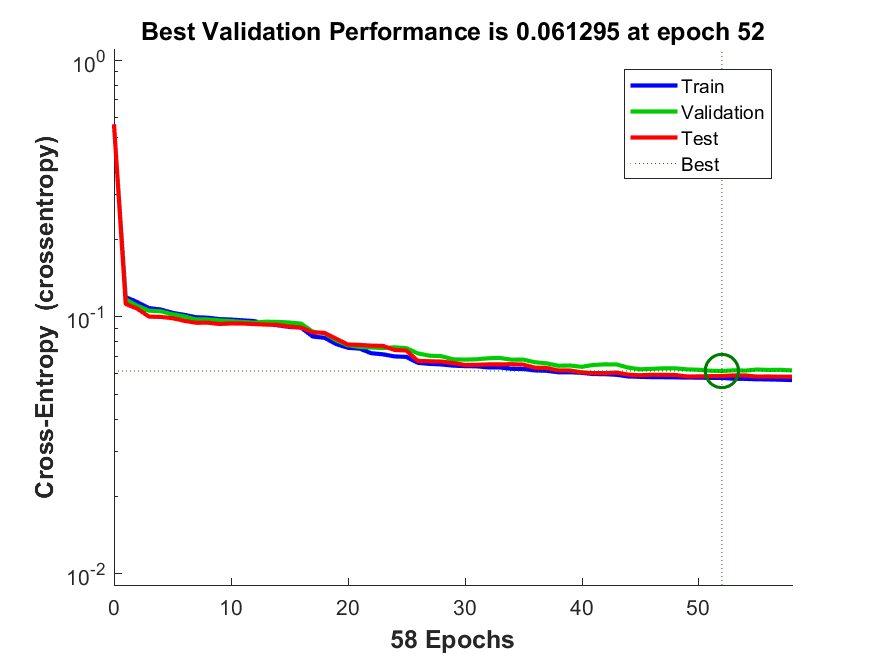 Best Validation Performance is 0.061295 at epoch 52
Cross-Entropy (crossentropy)
10^0
10^-1
10^-2
Train
Validation
Test
Best
0 10 20 30 40 50
58 Epochs